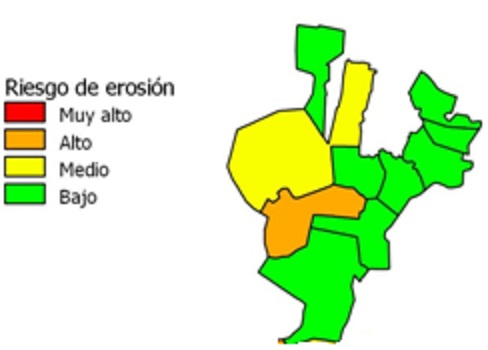 Riesgo de erosión
Muy alto
Alto
Medio
Bajo